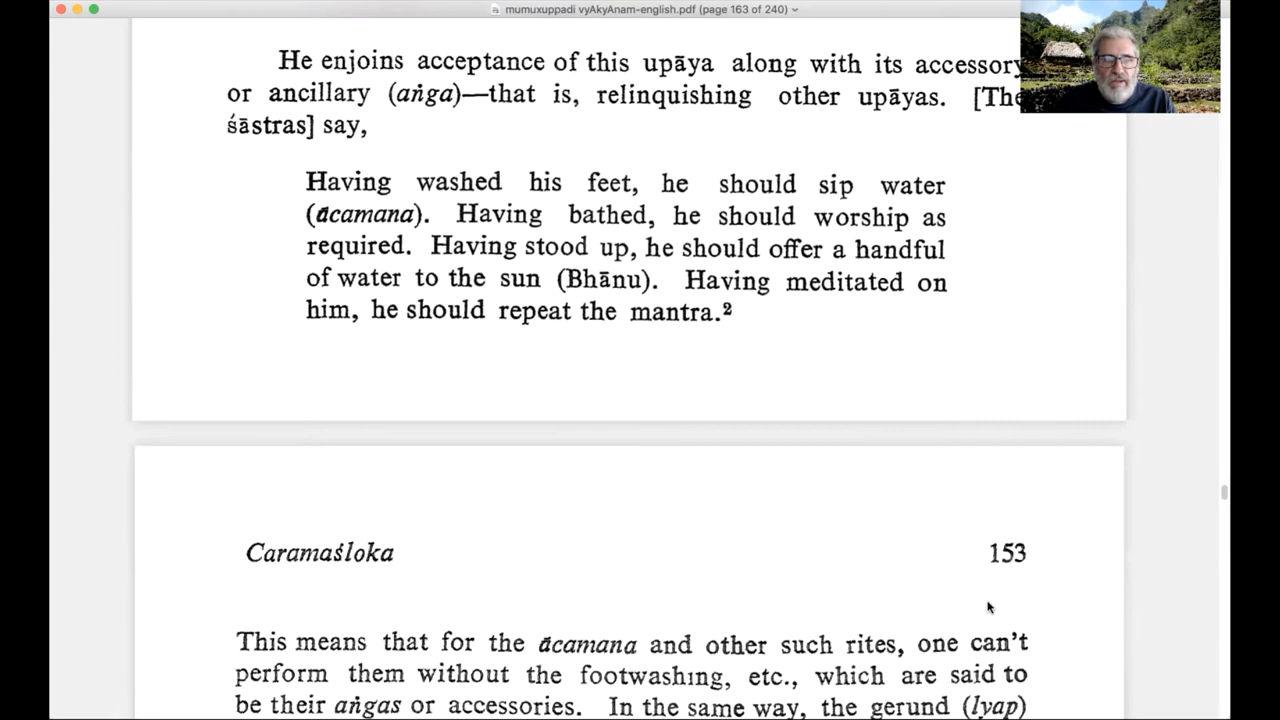 mumuxuppadi vyAkyAnam-english.pdf (page 163 of 240)
He enjoins acceptance of this upāya along with its accessory
or ancillary (aṅga)—that is, relinquishing other upāyas. [The
śāstras] say,
Having washed his feet, he should sip water
(ācamana). Having bathed, he should worship as
required. Having stood up, he should offer a handful
of water to the sun (Bhānu). Having meditated on
him, he should repeat the mantra.²
Caramaśloka 153
This means that for the ācamana and other such rites, one can't
perform them without the footwashing, etc., which are said to
be their aṅgas or accessories. In the same way, the gerund (lyap)